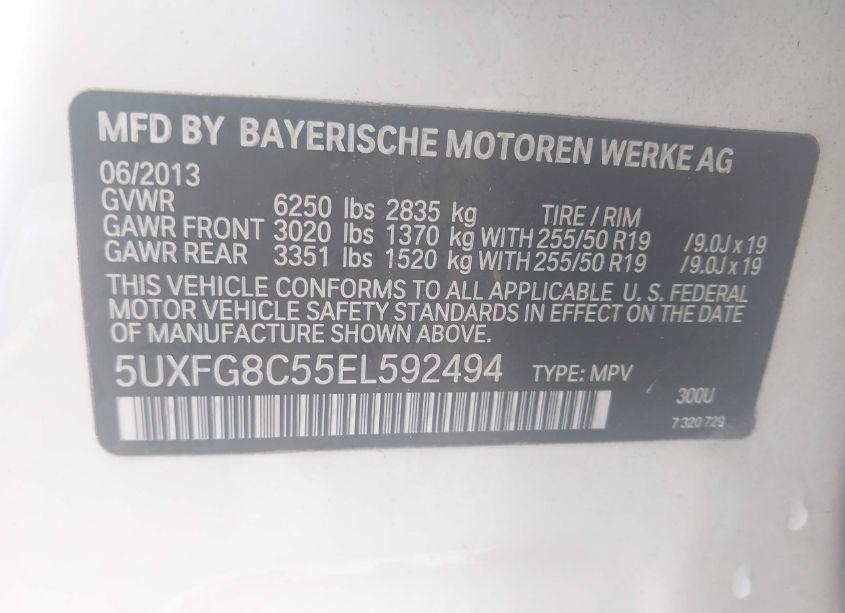 MFD BY BAYERISCHE MOTOREN WERKE AG
06/2013
GVWR 6250 lbs 2835 kg TIRE / RIM
GAWR FRONT 3020 lbs 1370 kg WITH 255/50 R19 /9.0J x 19
GAWR REAR 3351 lbs 1520 kg WITH 255/50 R19 /9.0J x 19
THIS VEHICLE CONFORMS TO ALL APPLICABLE U. S. FEDERAL
MOTOR VEHICLE SAFETY STANDARDS IN EFFECT ON THE DATE
OF MANUFACTURE SHOWN ABOVE.
5UXFG8C55EL592494 TYPE: MPV 300U
7 320 729